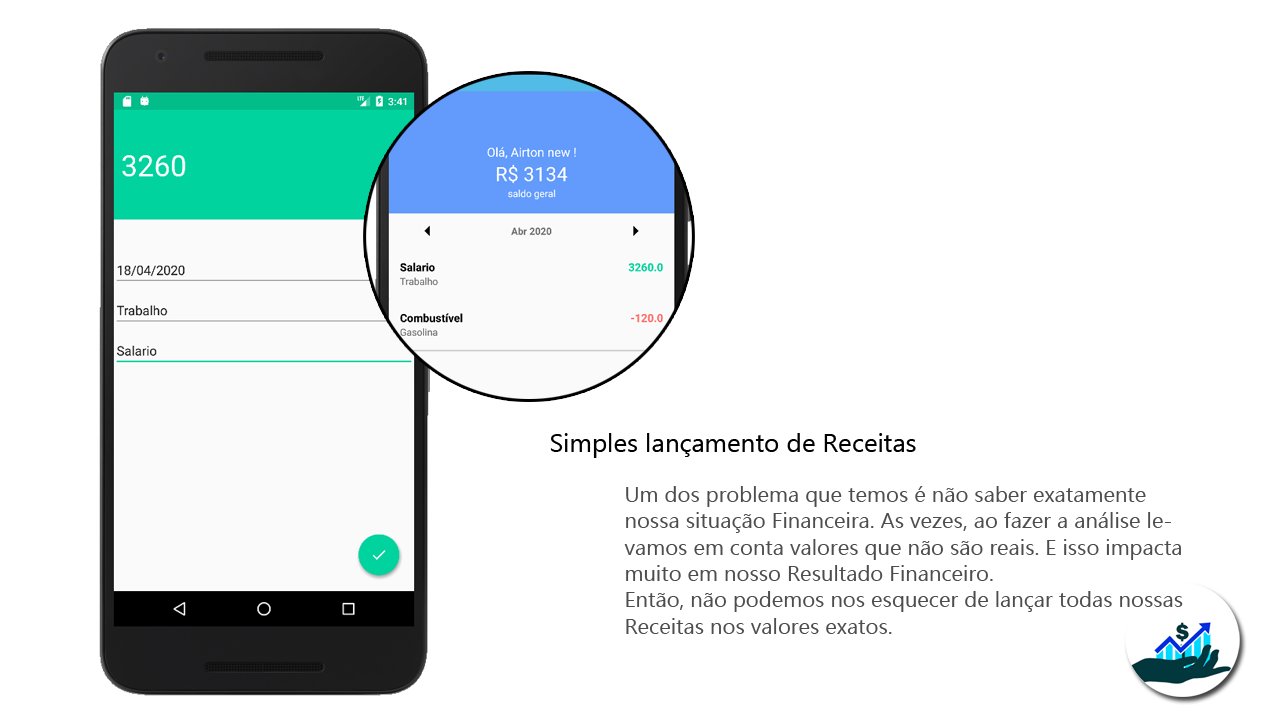 LTE 3:41
3260
18/04/2020
Trabalho
Salario
Olá, Airton new !
R$ 3134
saldo geral
Abr 2020
Salario 3260.0
Trabalho
Combustível -120.0
Gasolina
Simples lançamento de Receitas
Um dos problema que temos é não saber exatamente
nossa situação Financeira. As vezes, ao fazer a análise le-
vamos em conta valores que não são reais. E isso impacta
muito em nosso Resultado Financeiro.
Então, não podemos nos esquecer de lançar todas nossas
Receitas nos valores exatos.
$